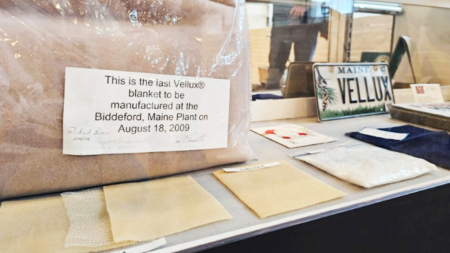 This is the last Vellux®
blanket to be
manufactured at the
Biddeford, Maine Plant on
August 18, 2009
MAINE
VELLUX